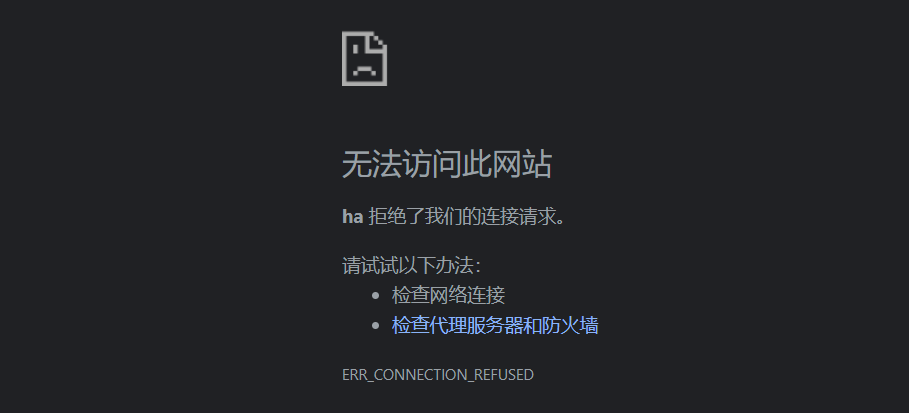 无法访问此网站
ha 拒绝了我们的连接请求。
请试试以下办法：
检查网络连接
检查代理服务器和防火墙
ERR_CONNECTION_REFUSED